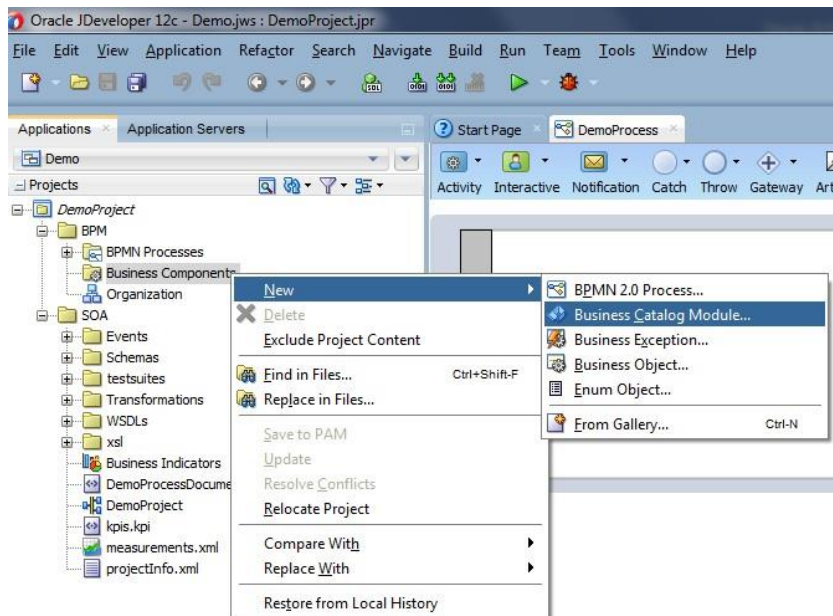 Oracle JDeveloper 12c - Demo.jws : DemoProject.jpr
File Edit View Application Refactor Search Navigate Build Run Team Tools Window Help
Applications Application Servers
Start Page DemoProcess
Demo
Projects
Activity Interactive Notification Catch Throw Gateway Art
DemoProject
BPM
BPMN Processes
Business Components
Organization
SOA
Events
Schemas
testsuites
Transformations
WSDLs
xsl
Business Indicators
DemoProcessDocume
DemoProject
kpis.kpi
measurements.xml
projectInfo.xml
New
Delete
Exclude Project Content
Find in Files... Ctrl+Shift-F
Replace in Files...
Save to PAM
Update
Resolve Conflicts
Relocate Project
Compare With
Replace With
Restore from Local History
BPMN 2.0 Process...
Business Catalog Module...
Business Exception...
Business Object...
Enum Object...
From Gallery... Ctrl-N